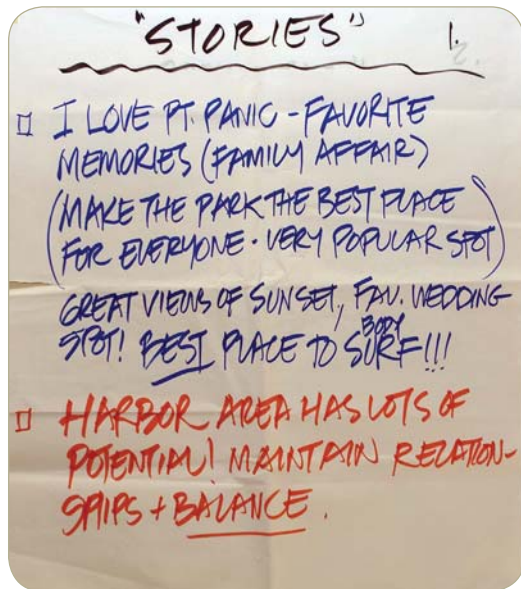 "STORIES" 1.
□ I LOVE PT. PANIC - FAVORITE
MEMORIES (FAMILY AFFAIR)
(MAKE THE PARK THE BEST PLACE
FOR EVERYONE · VERY POPULAR SPOT)
GREAT VIEWS OF SUNSET, FAV. WEDDING
SPOT! BEST PLACE TO BODY SURF!!!
□ HARBOR AREA HAS LOTS OF
POTENTIAL! MAINTAIN RELATION-
SHIPS + BALANCE.